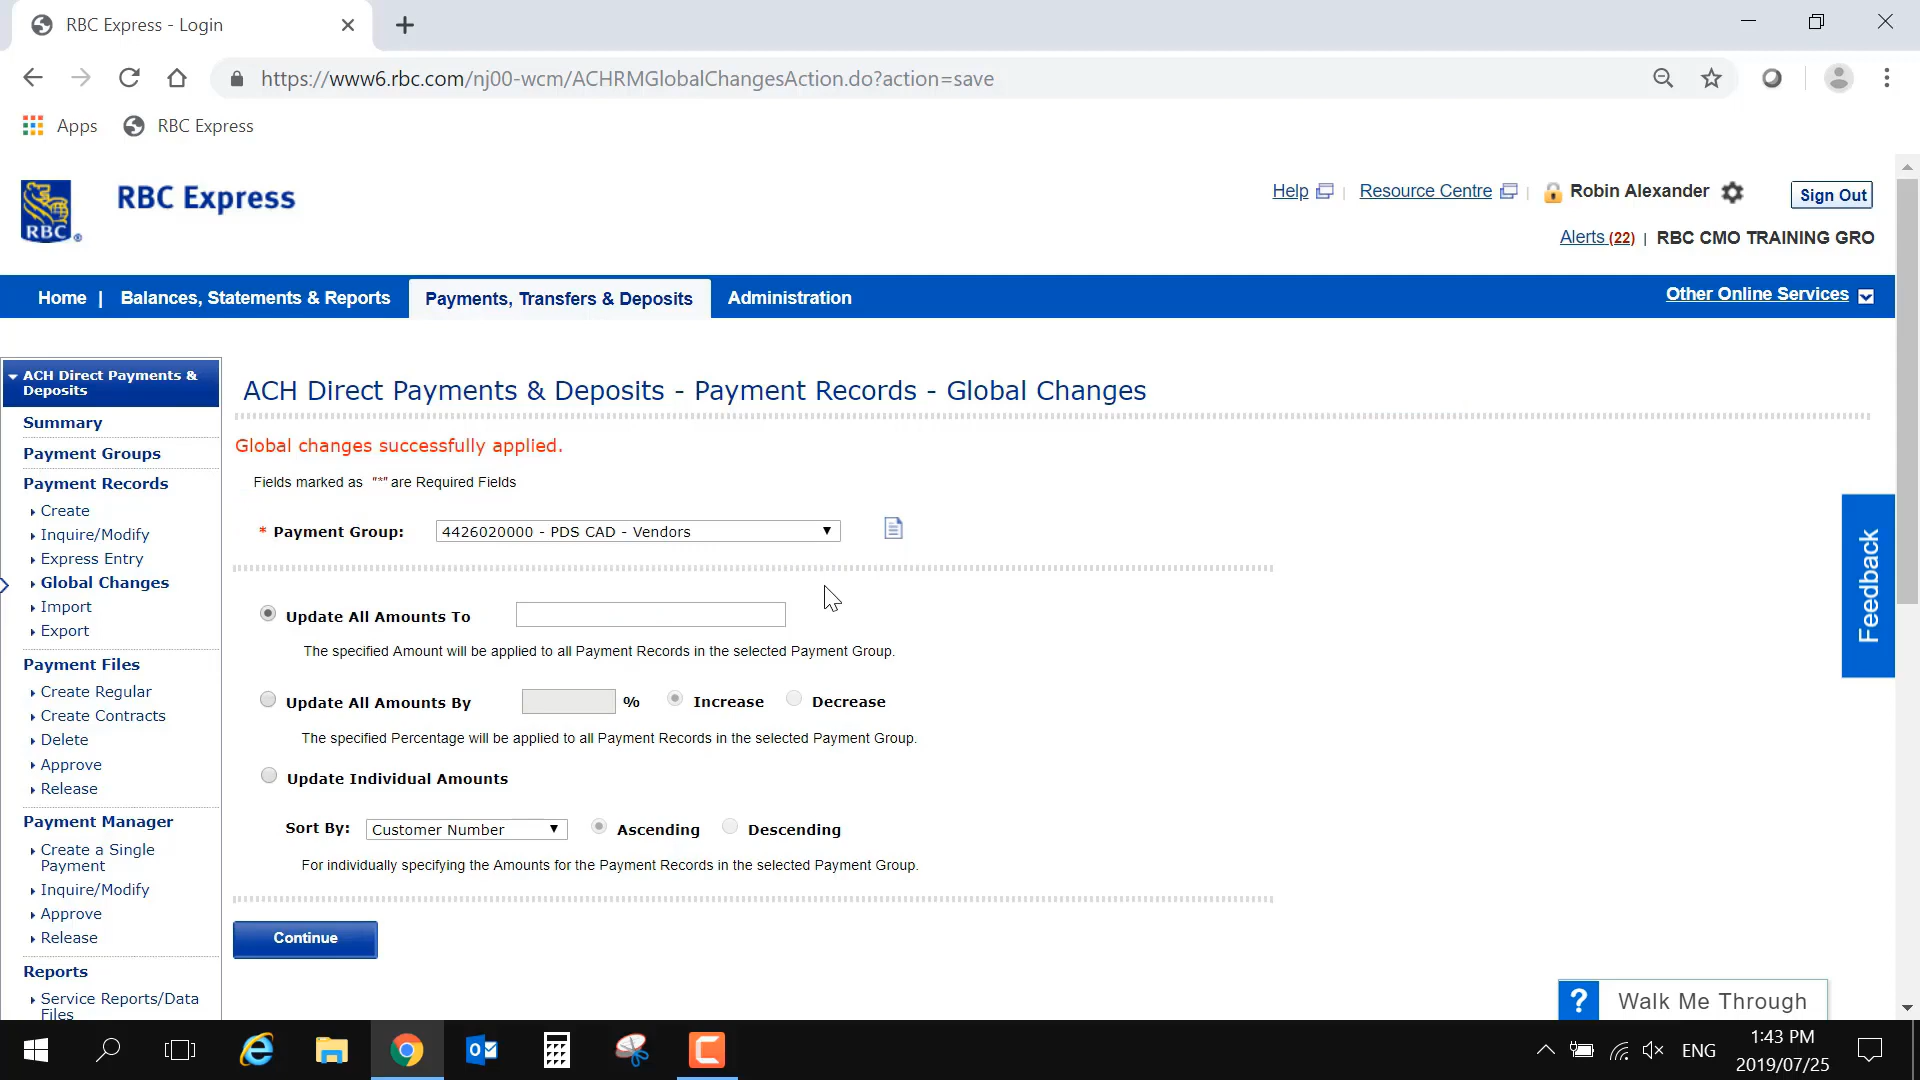 RBC Express - Login
https://www6.rbc.com/nj00-wcm/ACHRMGlobalChangesAction.do?action=save
Apps
RBC Express
RBC
RBC Express
Help | Resource Centre | Robin Alexander
Sign Out
Alerts (22) | RBC CMO TRAINING GRO
Home | Balances, Statements & Reports
Payments, Transfers & Deposits
Administration
Other Online Services
ACH Direct Payments &
Deposits
Summary
Payment Groups
Payment Records
Create
Inquire/Modify
Express Entry
Global Changes
Import
Export
Payment Files
Create Regular
Create Contracts
Delete
Approve
Release
Payment Manager
Create a Single
Payment
Inquire/Modify
Approve
Release
Reports
Service Reports/Data
Files
ACH Direct Payments & Deposits - Payment Records - Global Changes
Global changes successfully applied.
Fields marked as "*" are Required Fields
* Payment Group: 4426020000 - PDS CAD - Vendors
Update All Amounts To
The specified Amount will be applied to all Payment Records in the selected Payment Group.
Update All Amounts By % Increase Decrease
The specified Percentage will be applied to all Payment Records in the selected Payment Group.
Update Individual Amounts
Sort By: Customer Number Ascending Descending
For individually specifying the Amounts for the Payment Records in the selected Payment Group.
Continue
Feedback
? Walk Me Through
ENG
1:43 PM
2019/07/25